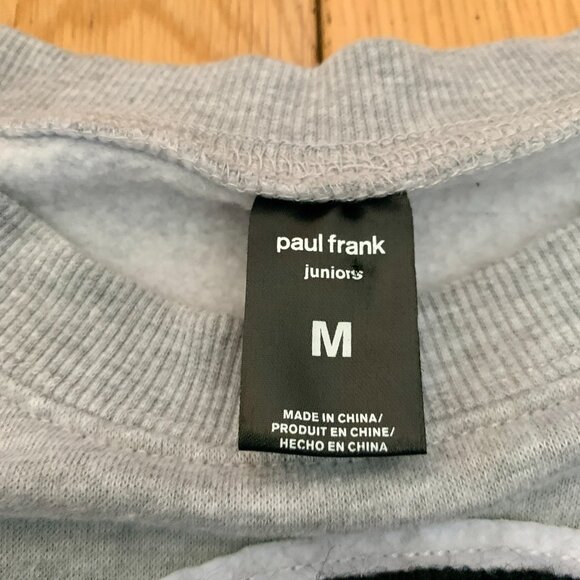 paul frank
juniors
M
MADE IN CHINA/
PRODUIT EN CHINE/
HECHO EN CHINA